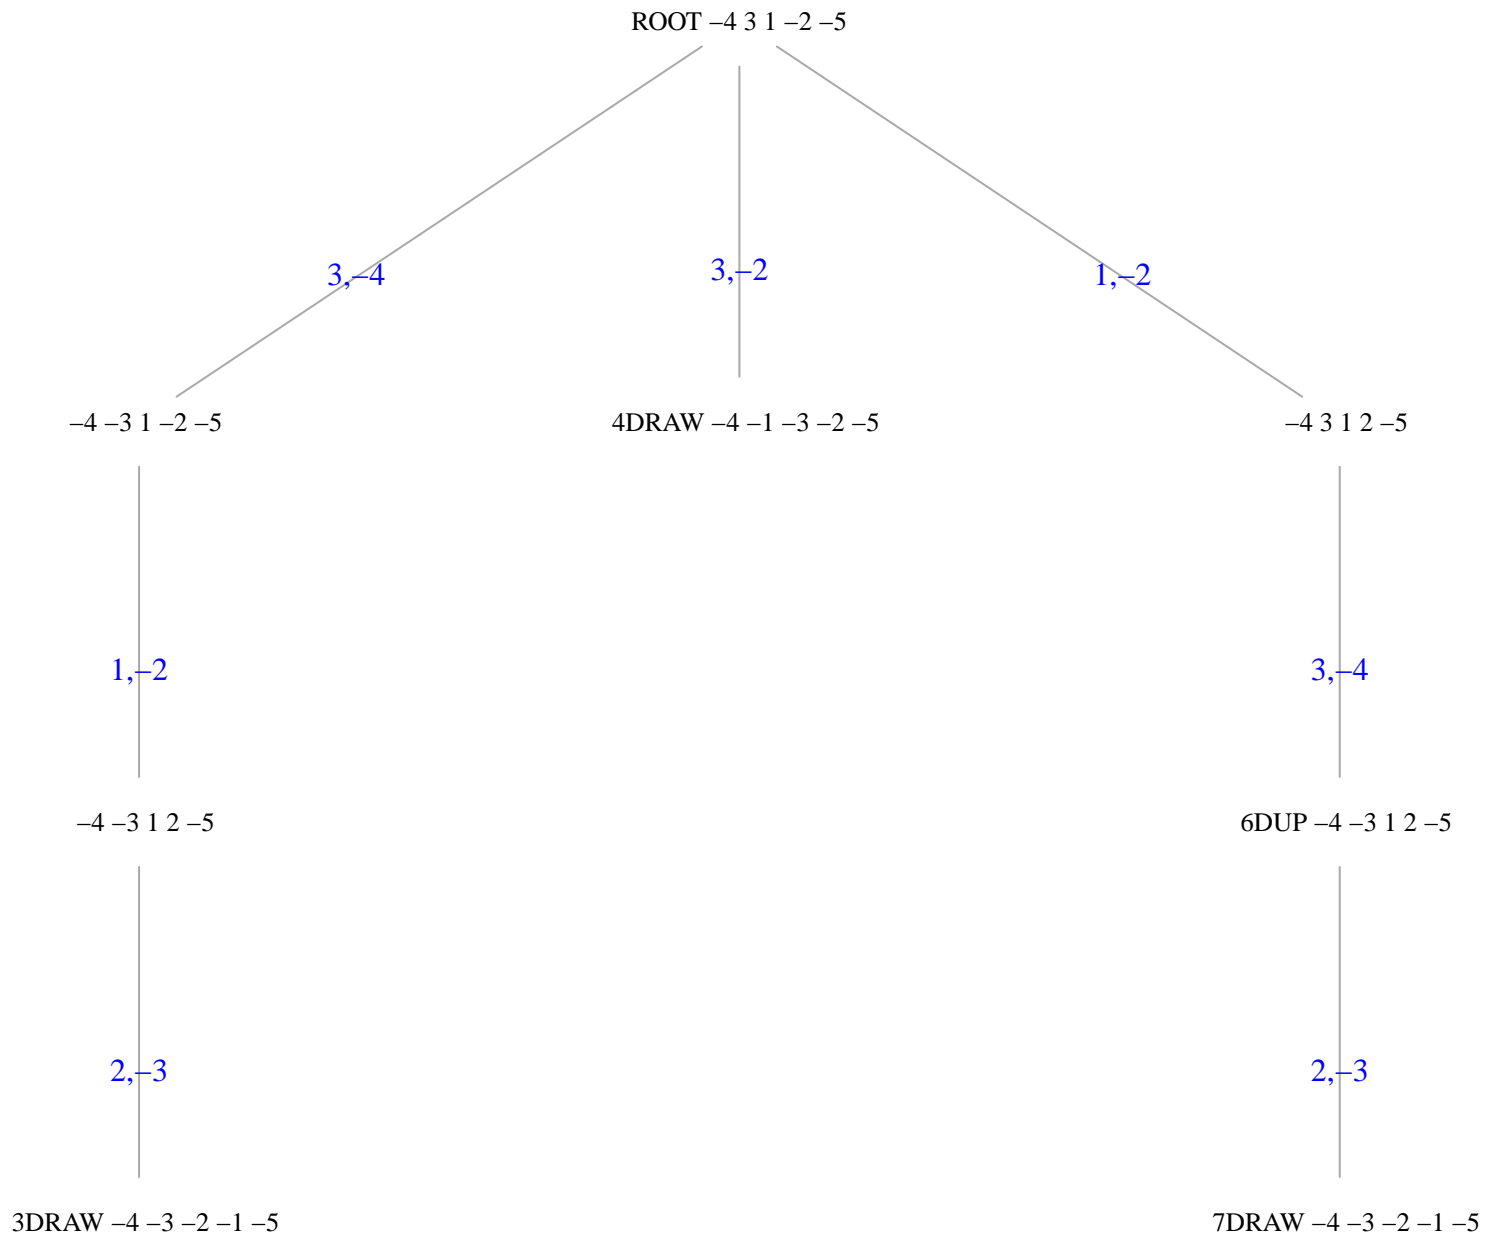 ROOT –4 3 1 –2 –5
3,–4
3,–2
1,–2
–4 –3 1 –2 –5
4DRAW –4 –1 –3 –2 –5
–4 3 1 2 –5
1,–2
3,–4
–4 –3 1 2 –5
6DUP –4 –3 1 2 –5
2,–3
2,–3
3DRAW –4 –3 –2 –1 –5
7DRAW –4 –3 –2 –1 –5